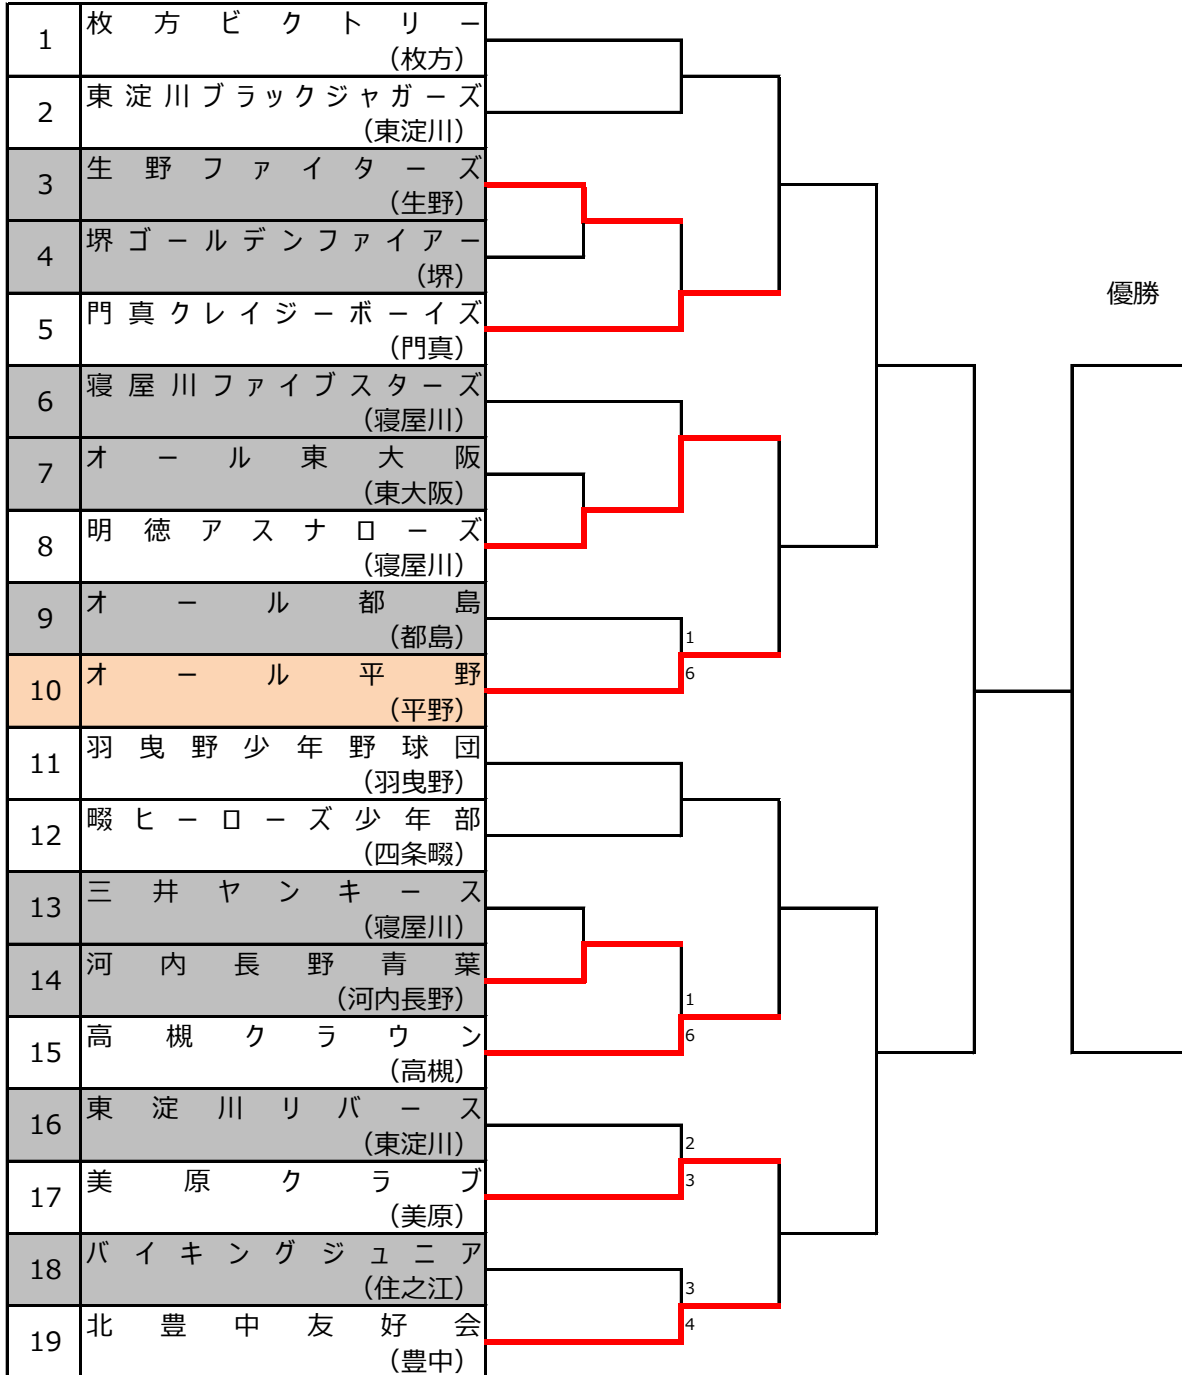 1 枚方ビクトリー
(枚方)
2 東淀川ブラックジャガーズ
(東淀川)
3 生野ファイターズ
(生野)
4 堺ゴールデンファイアー
(堺)
5 門真クレイジーボーイズ
(門真)
優勝
6 寝屋川ファイブスターズ
(寝屋川)
7 オール東大阪
(東大阪)
8 明徳アスナローズ
(寝屋川)
9 オール都島
(都島)
1
10 オール平野
(平野)
6
11 羽曳野少年野球団
(羽曳野)
12 畷ヒーローズ少年部
(四条畷)
13 三井ヤンキース
(寝屋川)
14 河内長野青葉
(河内長野)
1
15 高槻クラウン
(高槻)
6
16 東淀川リバース
(東淀川)
2
17 美原クラブ
(美原)
3
18 バイキングジュニア
(住之江)
3
19 北豊中友好会
(豊中)
4